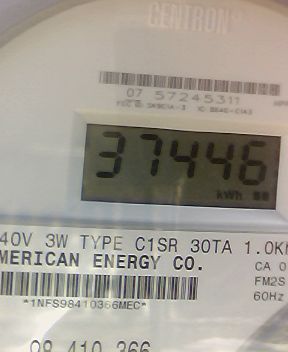 CENTRON
07 57245311
37446
kWh
40V 3W TYPE C1SR 30TA 1.0K
MERICAN ENERGY CO.
CA 0
FM2S
60Hz
*1NFS98410366MEC*
98 410 366